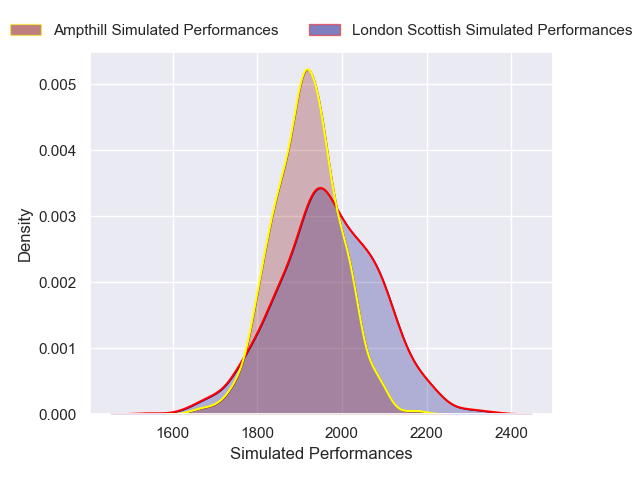 Ampthill Simulated Performances
London Scottish Simulated Performances
0.005
0.004
0.003
0.002
0.001
0.000
Density
1600
1800
2000
2200
2400
Simulated Performances